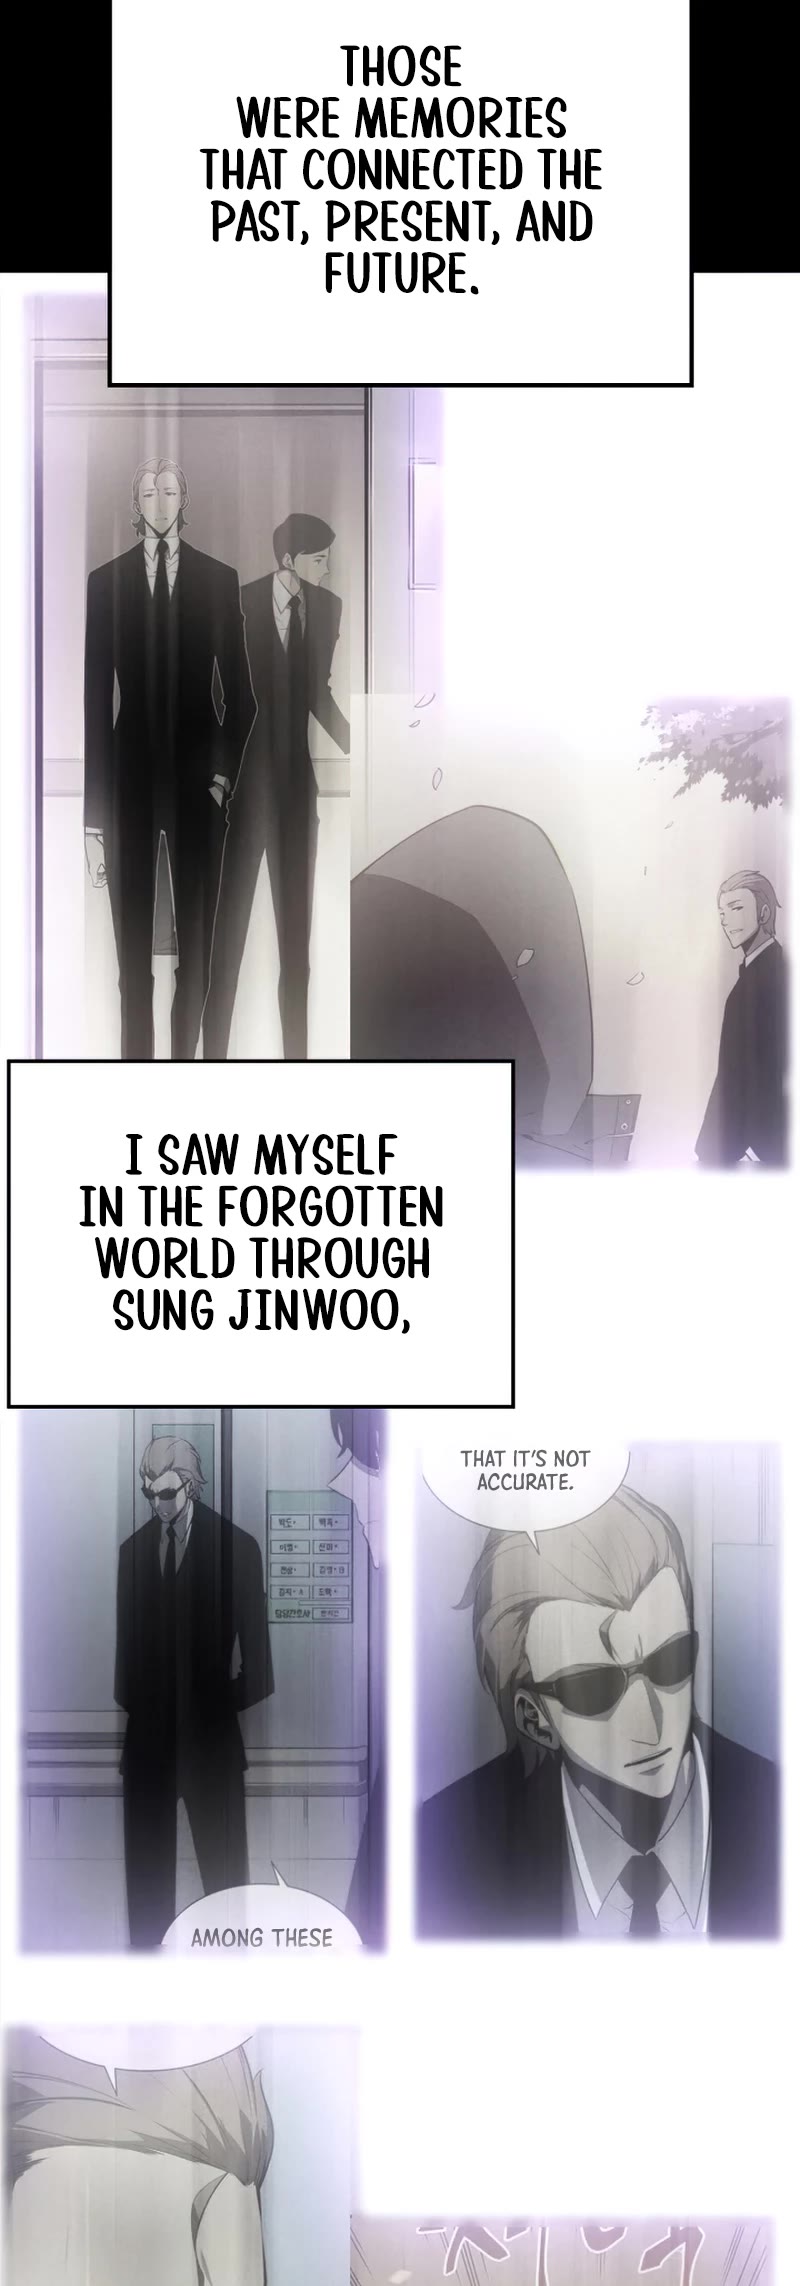 THOSE
WERE MEMORIES
THAT CONNECTED THE
PAST, PRESENT, AND
FUTURE.
I SAW MYSELF
IN THE FORGOTTEN
WORLD THROUGH
SUNG JINWOO,
THAT IT'S NOT
ACCURATE.
AMONG THESE